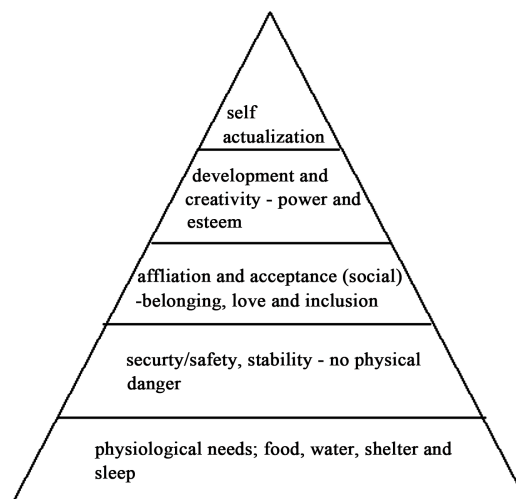 self
actualization
development and
creativity - power and
esteem
affliation and acceptance (social)
-belonging, love and inclusion
securty/safety, stability - no physical
danger
physiological needs; food, water, shelter and
sleep